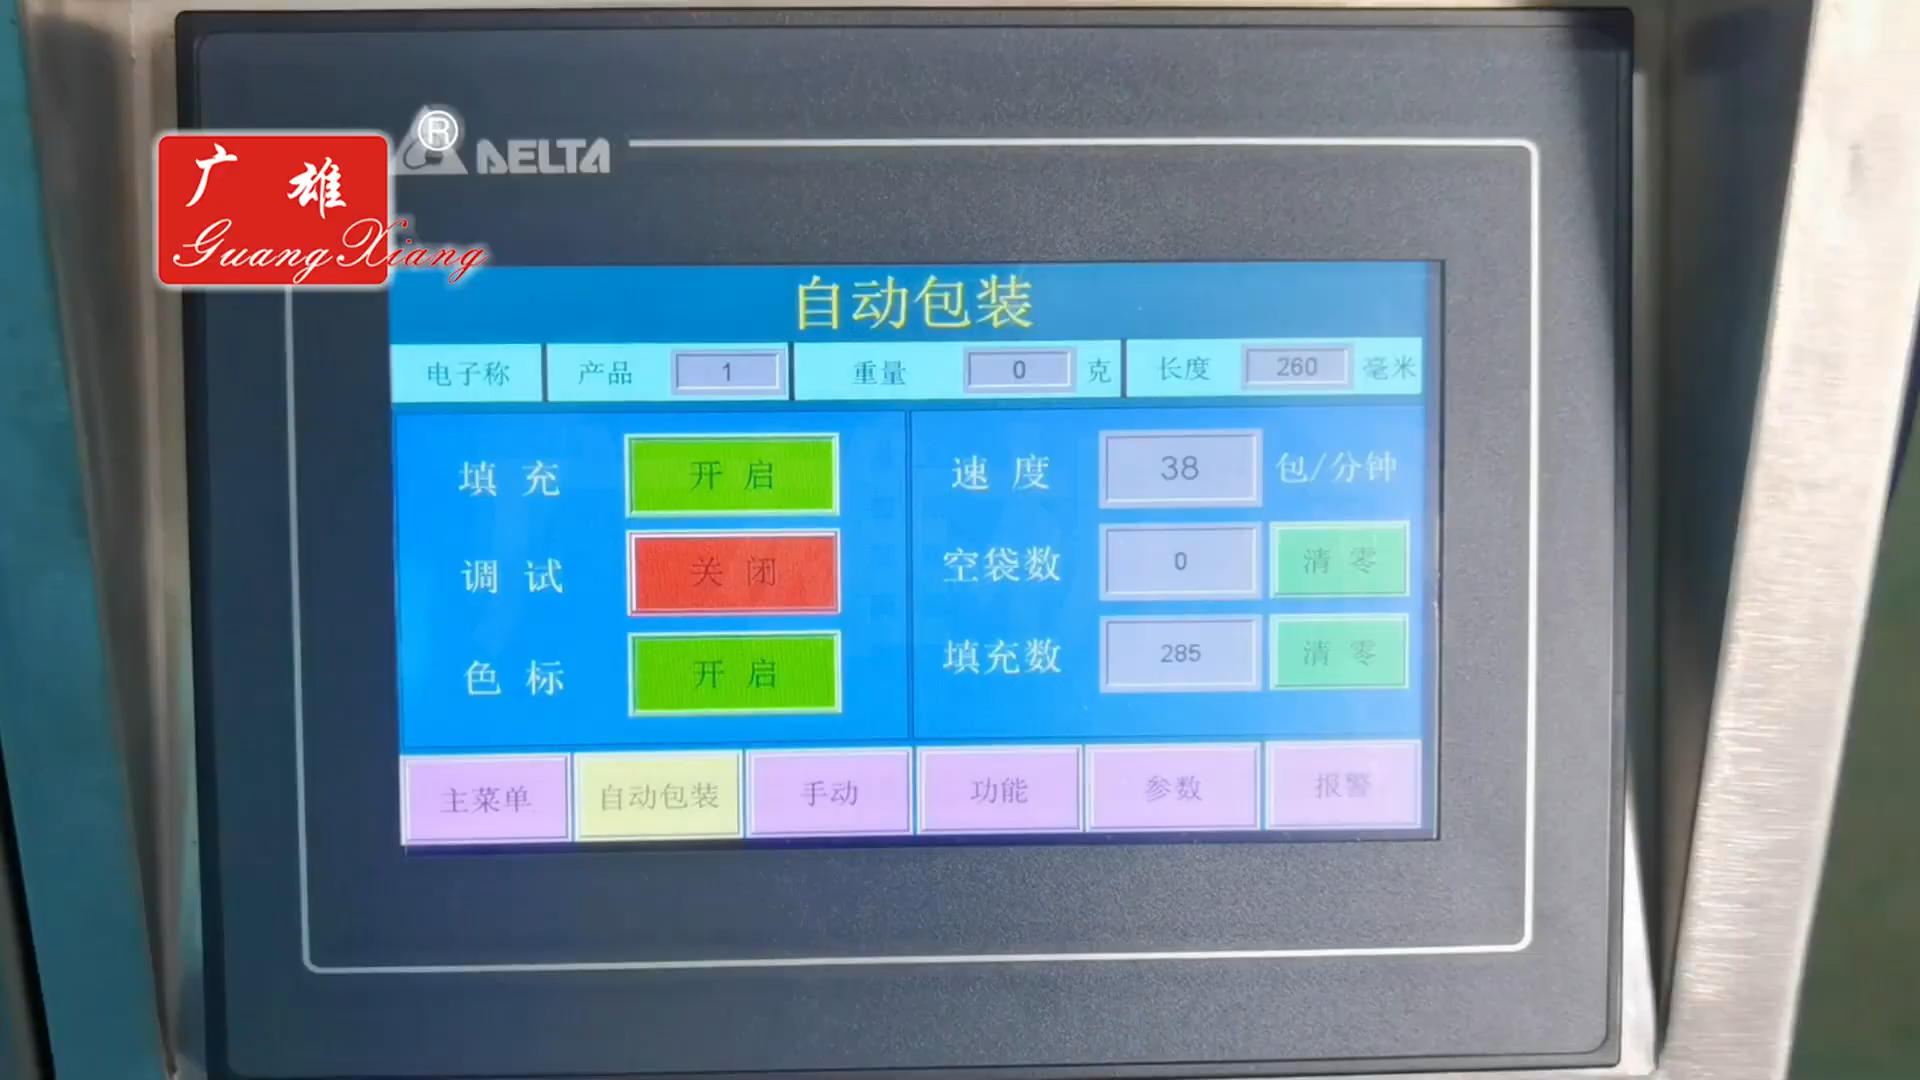 ®
DELTA
广雄
GuangXiang
自动包装
电子称 产品 1 重量 0 克 长度 260 毫米
填充 开启 速度 38 包/分钟
调试 关闭 空袋数 0 清零
色标 开启 填充数 285 清零
主菜单 自动包装 手动 功能 参数 报警